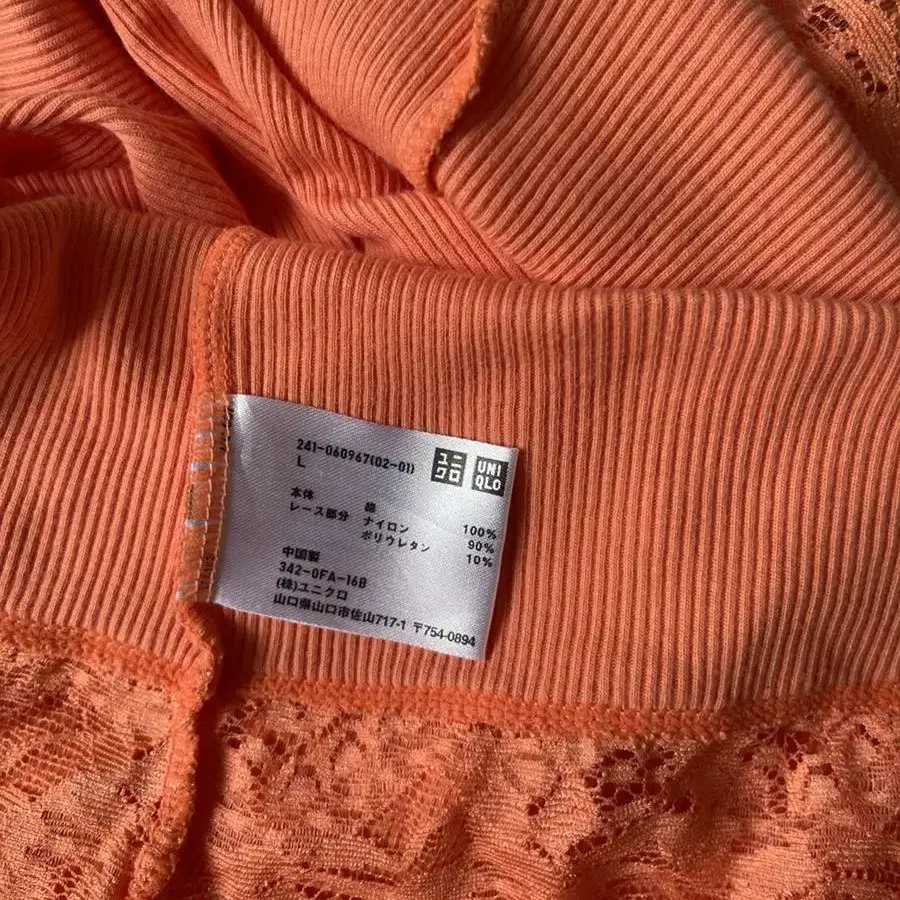 241-060967(02-01)
L
ユニ
クロ
UNI
QLO
本体 綿 100%
レース部分 ナイロン 90%
ポリウレタン 10%
中国製
342-0FA-16B
(株)ユニクロ
山口県山口市佐山717-1 〒754-0894